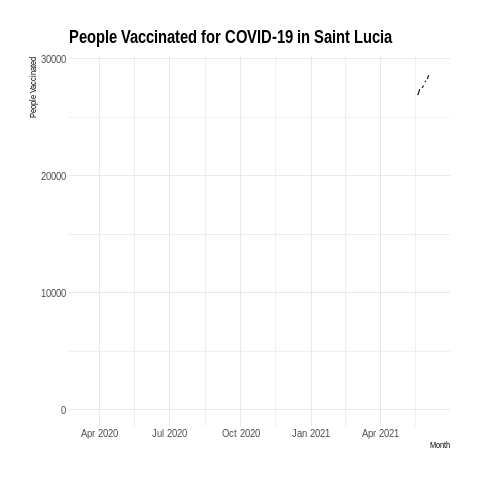 People Vaccinated for COVID-19 in Saint Lucia
People Vaccinated
30000
20000
10000
0
Apr 2020 Jul 2020 Oct 2020 Jan 2021 Apr 2021
Month